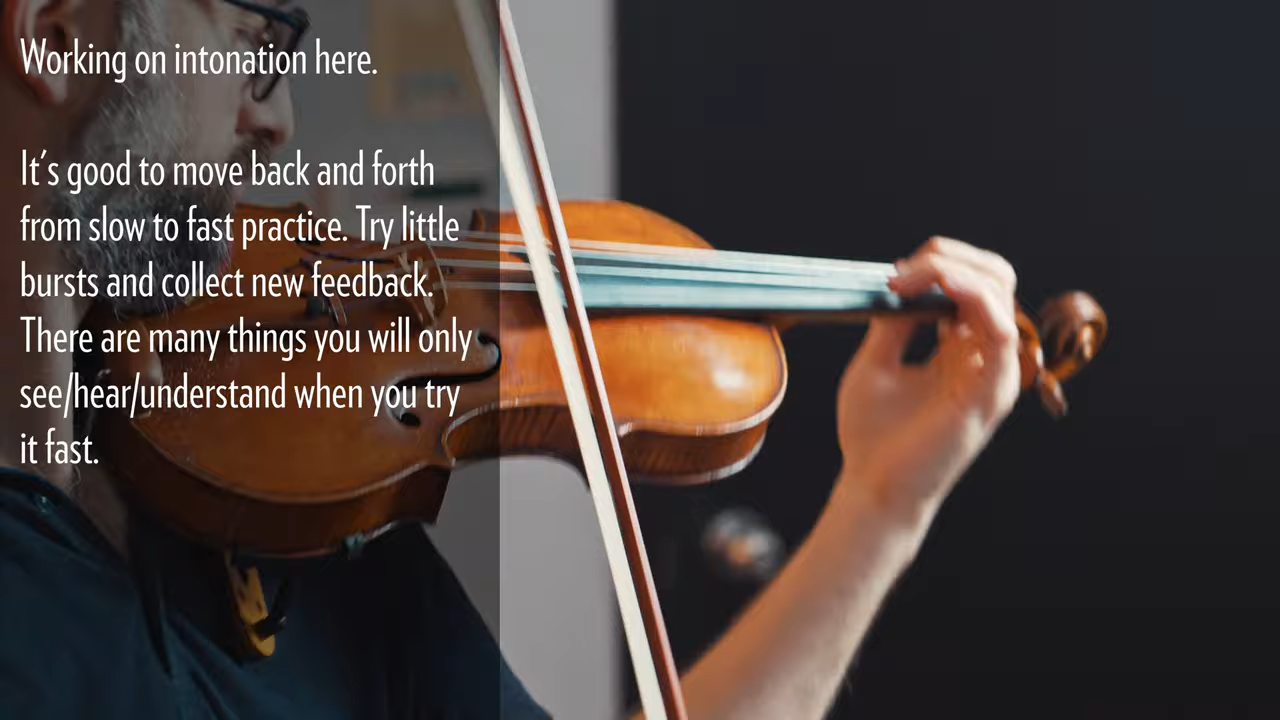 Working on intonation here.
It's good to move back and forth
from slow to fast practice. Try little
bursts and collect new feedback.
There are many things you will only
see/hear/understand when you try
it fast.